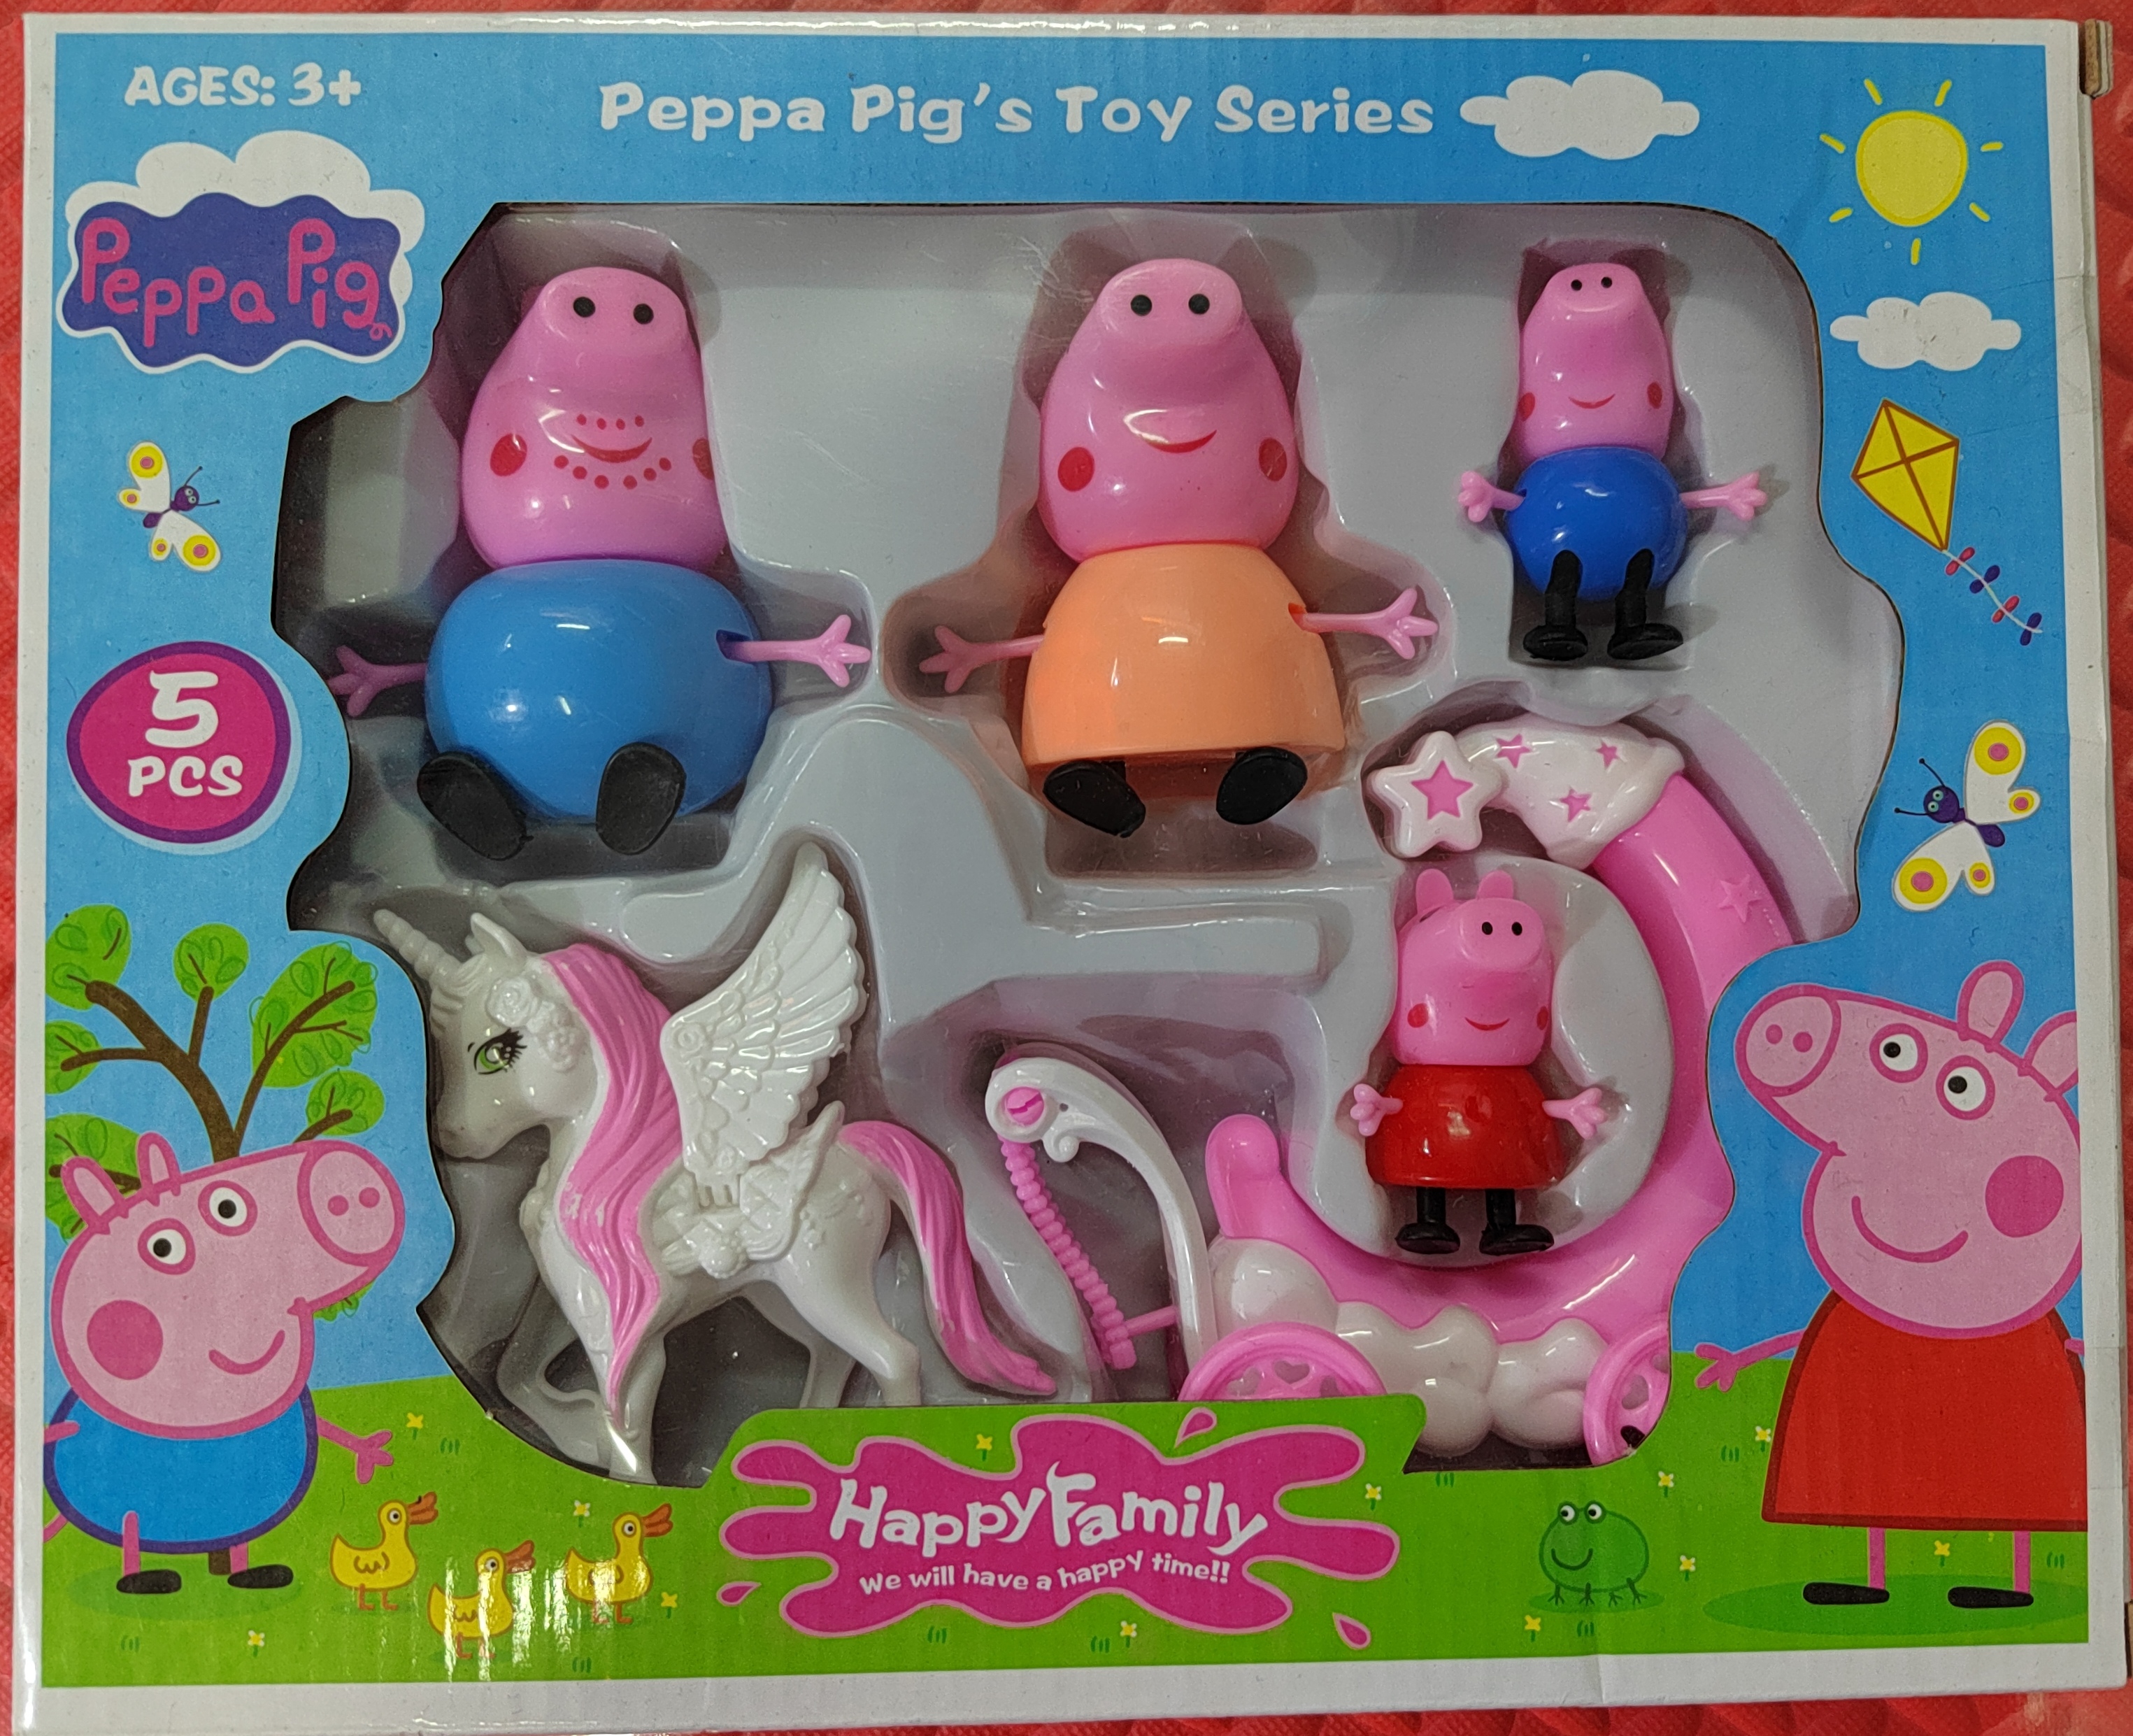 AGES: 3+
Peppa Pig's Toy Series
Peppa Pig
5
PCS
Happy Family
We will have a happy time!!